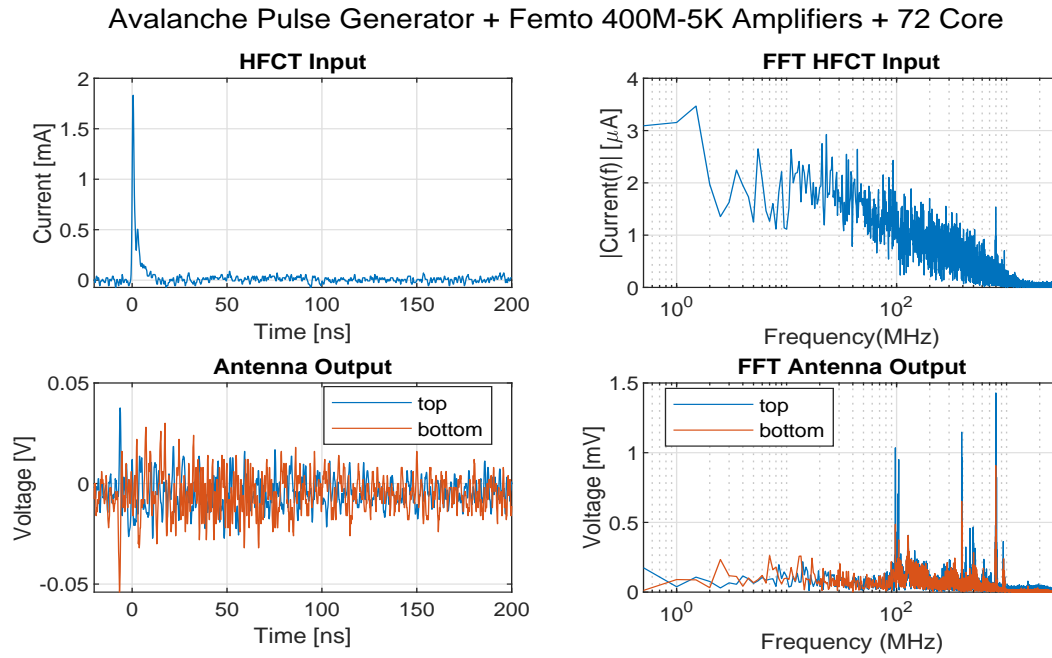 Avalanche Pulse Generator + Femto 400M-5K Amplifiers + 72 Core
HFCT Input
2
1.5
1
0.5
0
Current [mA]
0 50 100 150 200
Time [ns]
FFT HFCT Input
4
3
2
1
0
|Current(f)| [μA]
10^0 10^2
Frequency(MHz)
Antenna Output
0.05
0
-0.05
Voltage [V]
top
bottom
0 50 100 150 200
Time [ns]
FFT Antenna Output
1.5
1
0.5
0
Voltage [mV]
top
bottom
10^0 10^2
Frequency (MHz)